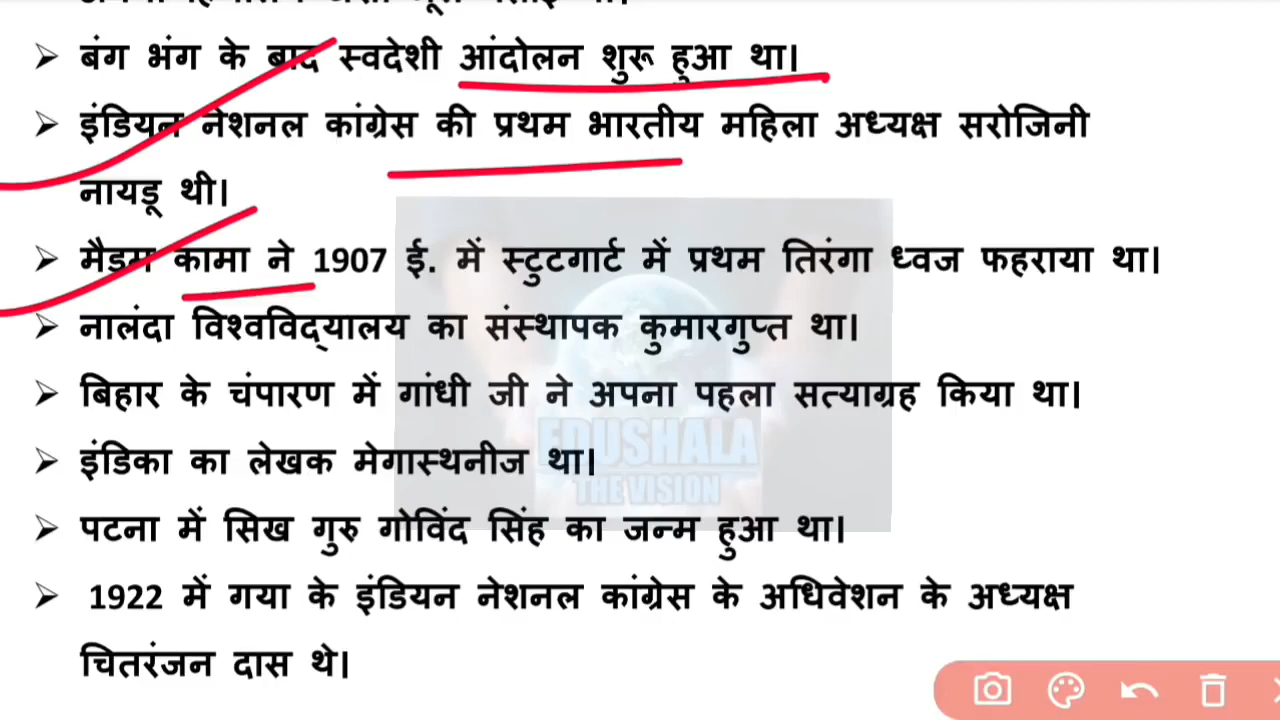 बंग भंग के बाद स्वदेशी आंदोलन शुरू हुआ था।
इंडियन नेशनल कांग्रेस की प्रथम भारतीय महिला अध्यक्ष सरोजिनी
नायडू थी।
मैडम कामा ने 1907 ई. में स्टुटगार्ट में प्रथम तिरंगा ध्वज फहराया था।
नालंदा विश्वविद्यालय का संस्थापक कुमारगुप्त था।
बिहार के चंपारण में गांधी जी ने अपना पहला सत्याग्रह किया था।
इंडिका का लेखक मेगास्थनीज था।
EDUSHALA
THE VISION
पटना में सिख गुरु गोविंद सिंह का जन्म हुआ था।
1922 में गया के इंडियन नेशनल कांग्रेस के अधिवेशन के अध्यक्ष
चितरंजन दास थे।